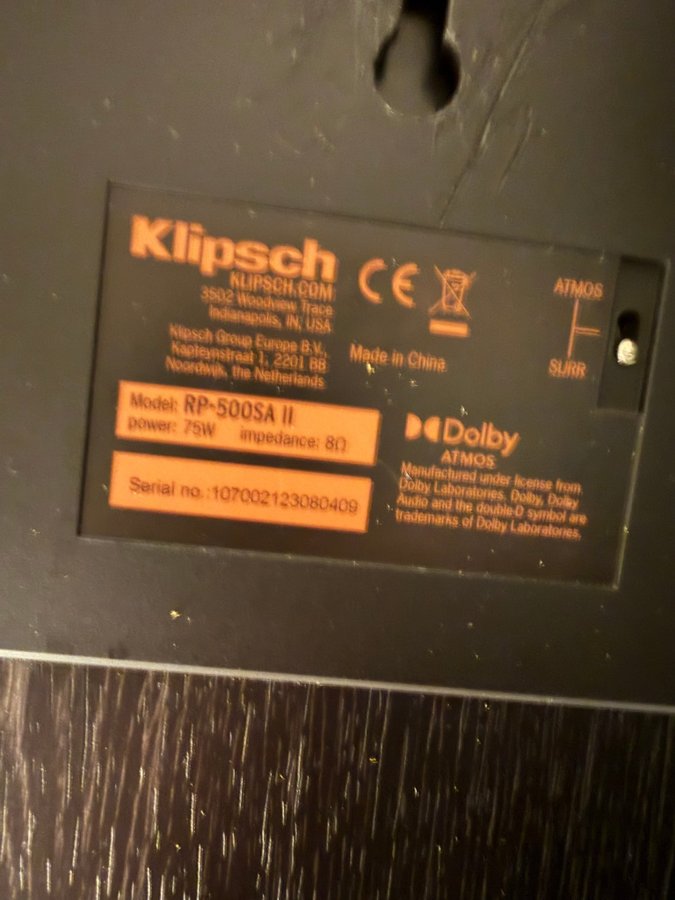 Klipsch
KLIPSCH.COM
3502 Woodview Trace
Indianapolis, IN, USA
Klipsch Group Europe B.V.,
Kapteynstraat 1, 2201 BB
Noordwijk, the Netherlands
CE
Made in China
ATMOS
SURR
Model: RP-500SA II
power: 75W impedance: 8Ω
Serial no.:107002123080409
Dolby
ATMOS
Manufactured under license from
Dolby Laboratories. Dolby, Dolby
Audio and the double-D symbol are
trademarks of Dolby Laboratories.